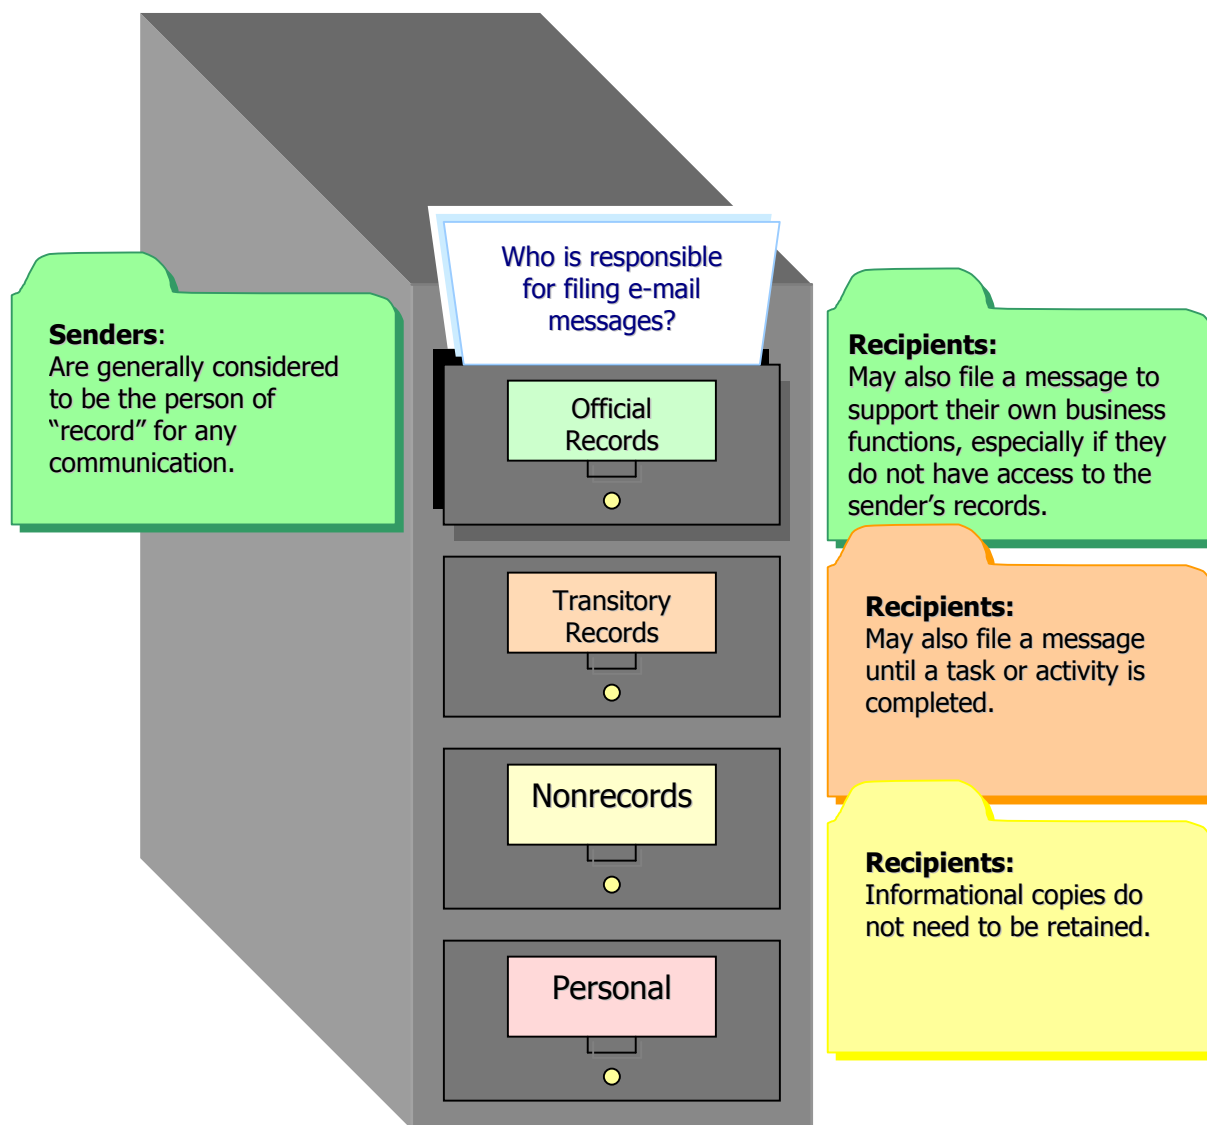 Who is responsible
for filing e-mail
messages?
Senders:
Are generally considered
to be the person of
“record” for any
communication.
Official
Records
Recipients:
May also file a message to
support their own business
functions, especially if they
do not have access to the
sender’s records.
Transitory
Records
Recipients:
May also file a message
until a task or activity is
completed.
Nonrecords
Recipients:
Informational copies do
not need to be retained.
Personal